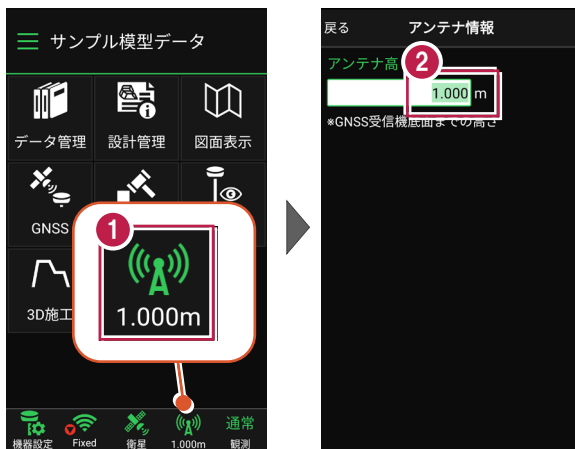 サンプル模型データ
データ管理
設計管理
図面表示
GNSS
3D施工
1
1.000m
機器設定
Fixed
衛星
1.000m
通常
観測
戻る
アンテナ情報
アンテナ高
2
1.000 m
※GNSS受信機底面までの高さ